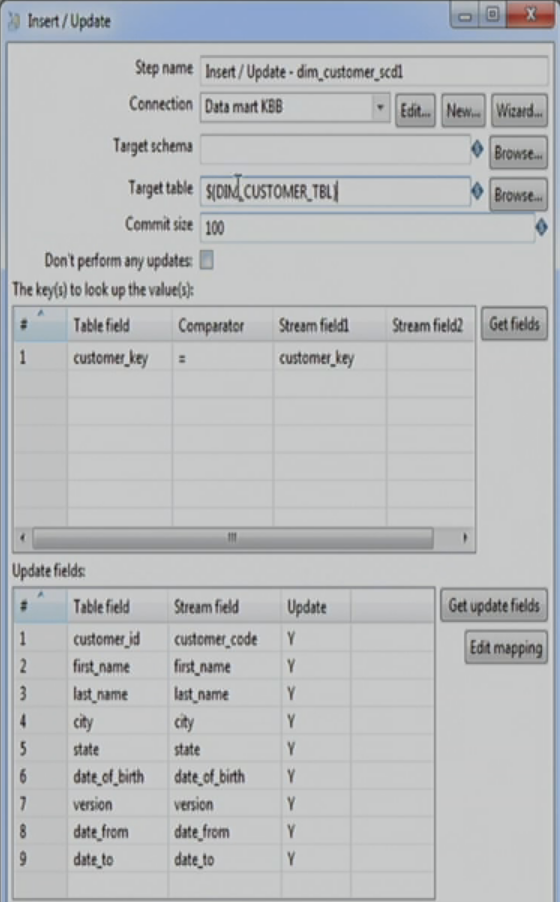 Insert / Update
Step name Insert / Update - dim_customer_scd1
Connection Data mart KBB Edit... New... Wizard...
Target schema Browse...
Target table ${DIM_CUSTOMER_TBL} Browse...
Commit size 100
Don't perform any updates:
The key(s) to look up the value(s):
# Table field Comparator Stream field1 Stream field2 Get fields
1 customer_key = customer_key
Update fields:
# Table field Stream field Update Get update fields
1 customer_id customer_code Y Edit mapping
2 first_name first_name Y
3 last_name last_name Y
4 city city Y
5 state state Y
6 date_of_birth date_of_birth Y
7 version version Y
8 date_from date_from Y
9 date_to date_to Y